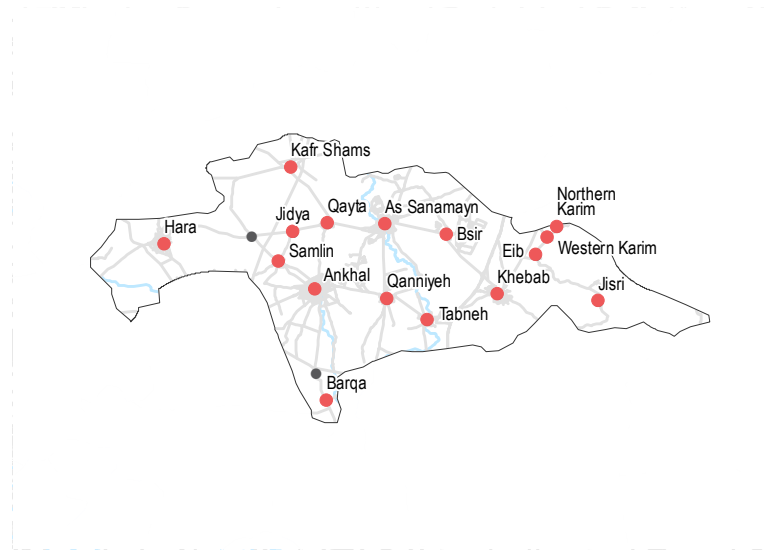 Kafr Shams
Northern
Karim
Hara
Jidya
Qayta
As Sanamayn
Bsir
Eib
Western Karim
Samlin
Ankhal
Qanniyeh
Khebab
Jisri
Tabneh
Barqa